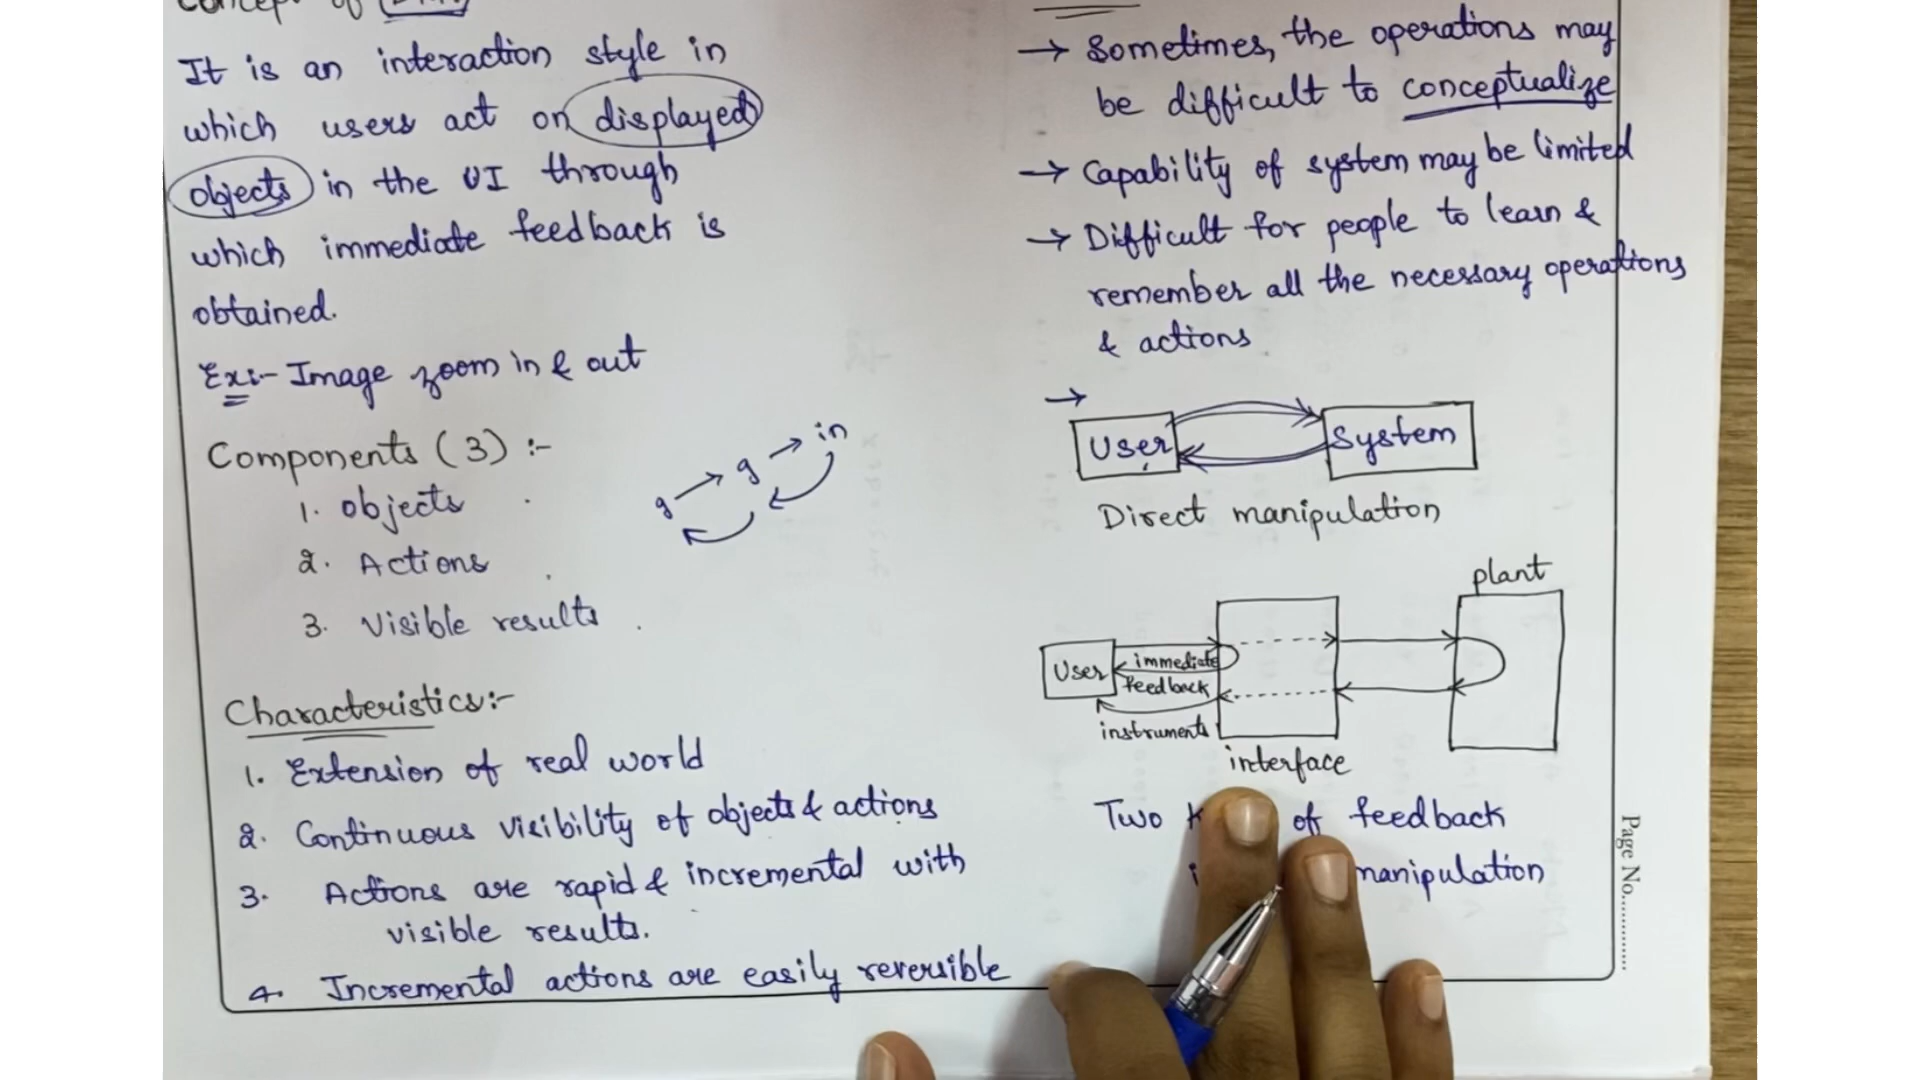 Concept of
It is an interaction style in
which users act on displayed
objects in the UI through
which immediate feedback is
obtained.
Ex:- Image zoom in & out
Components (3) :-
1. Objects
2. Actions
3. Visible results
g → g → in
Characteristics:-
1. Extension of real world
2. Continuous visibility of objects & actions
3. Actions are rapid & incremental with
visible results.
4. Incremental actions are easily reversible
→ Sometimes, the operations may
be difficult to conceptualize
→ Capability of system may be limited
→ Difficult for people to learn &
remember all the necessary operations
& actions
→
User
System
Direct manipulation
plant
User
immediate
feedback
instruments
interface
Two of feedback
manipulation
Page No.............